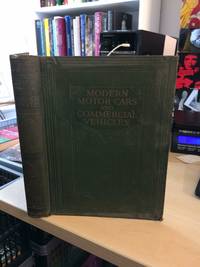 MODERN
MOTOR CARS
AND
COMMERCIAL
VEHICLES